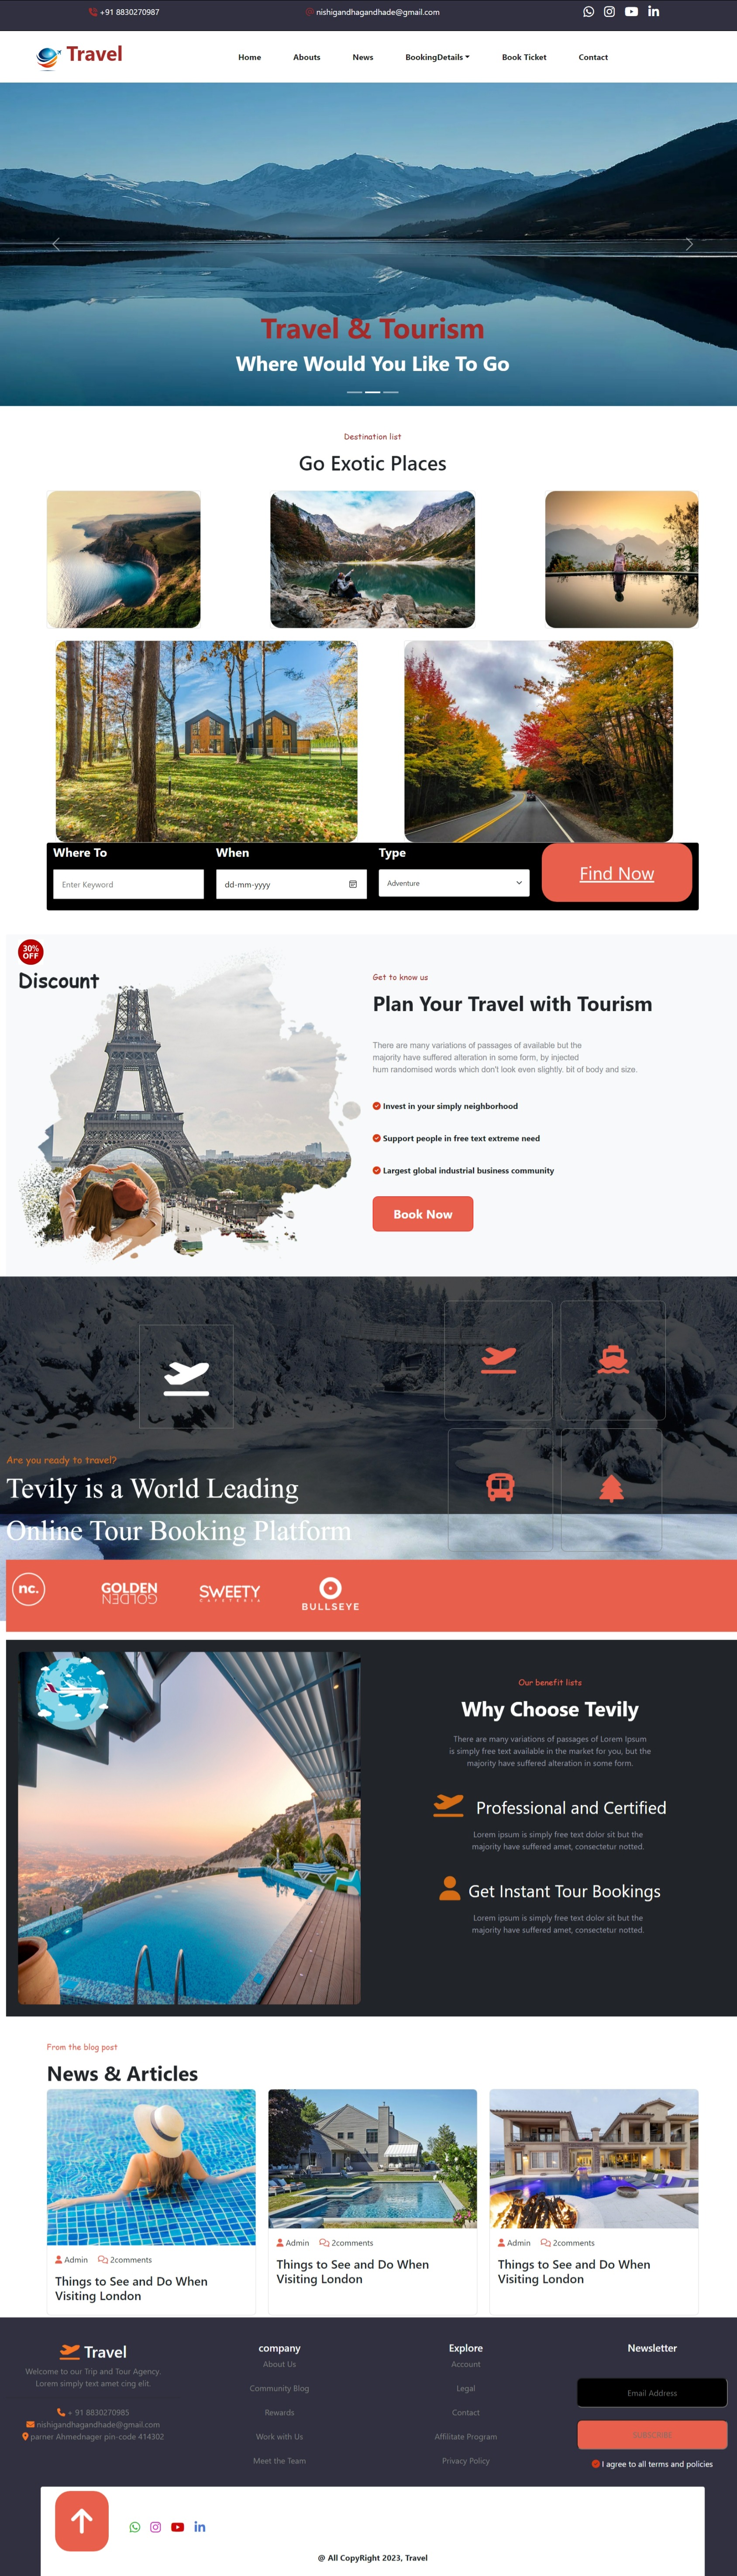 +91 8830270987
nishigandhagandhade@gmail.com
Travel
Home
Abouts
News
BookingDetails
Book Ticket
Contact
Travel & Tourism
Where Would You Like To Go
Destination list
Go Exotic Places
Where To
When
Type
Enter Keyword
dd-mm-yyyy
Adventure
Find Now
30%
OFF
Discount
Get to know us
Plan Your Travel with Tourism
There are many variations of passages of available but the
majority have suffered alteration in some form, by injected
hum randomised words which don't look even slightly. bit of body and size.
Invest in your simply neighborhood
Support people in free text extreme need
Largest global industrial business community
Book Now
Are you ready to travel?
Tevily is a World Leading
Online Tour Booking Platform
nc.
GOLDEN
GOLDEN
SWEETY
CAFETERIA
BULLSEYE
Our benefit lists
Why Choose Tevily
There are many variations of passages of Lorem Ipsum
is simply free text available in the market for you, but the
majority have suffered alteration in some form.
Professional and Certified
Lorem ipsum is simply free text dolor sit but the
majority have suffered amet, consectetur notted.
Get Instant Tour Bookings
Lorem ipsum is simply free text dolor sit but the
majority have suffered amet, consectetur notted.
From the blog post
News & Articles
Admin 2comments
Things to See and Do When
Visiting London
Admin 2comments
Things to See and Do When
Visiting London
Admin 2comments
Things to See and Do When
Visiting London
Travel
Welcome to our Trip and Tour Agency.
Lorem simply text amet cing elit.
+ 91 8830270985
nishigandhagandhade@gmail.com
parner Ahmednager pin-code 414302
company
About Us
Community Blog
Rewards
Work with Us
Meet the Team
Explore
Account
Legal
Contact
Affilitate Program
Privacy Policy
Newsletter
Email Address
SUBSCRIBE
I agree to all terms and policies
@ All CopyRight 2023, Travel